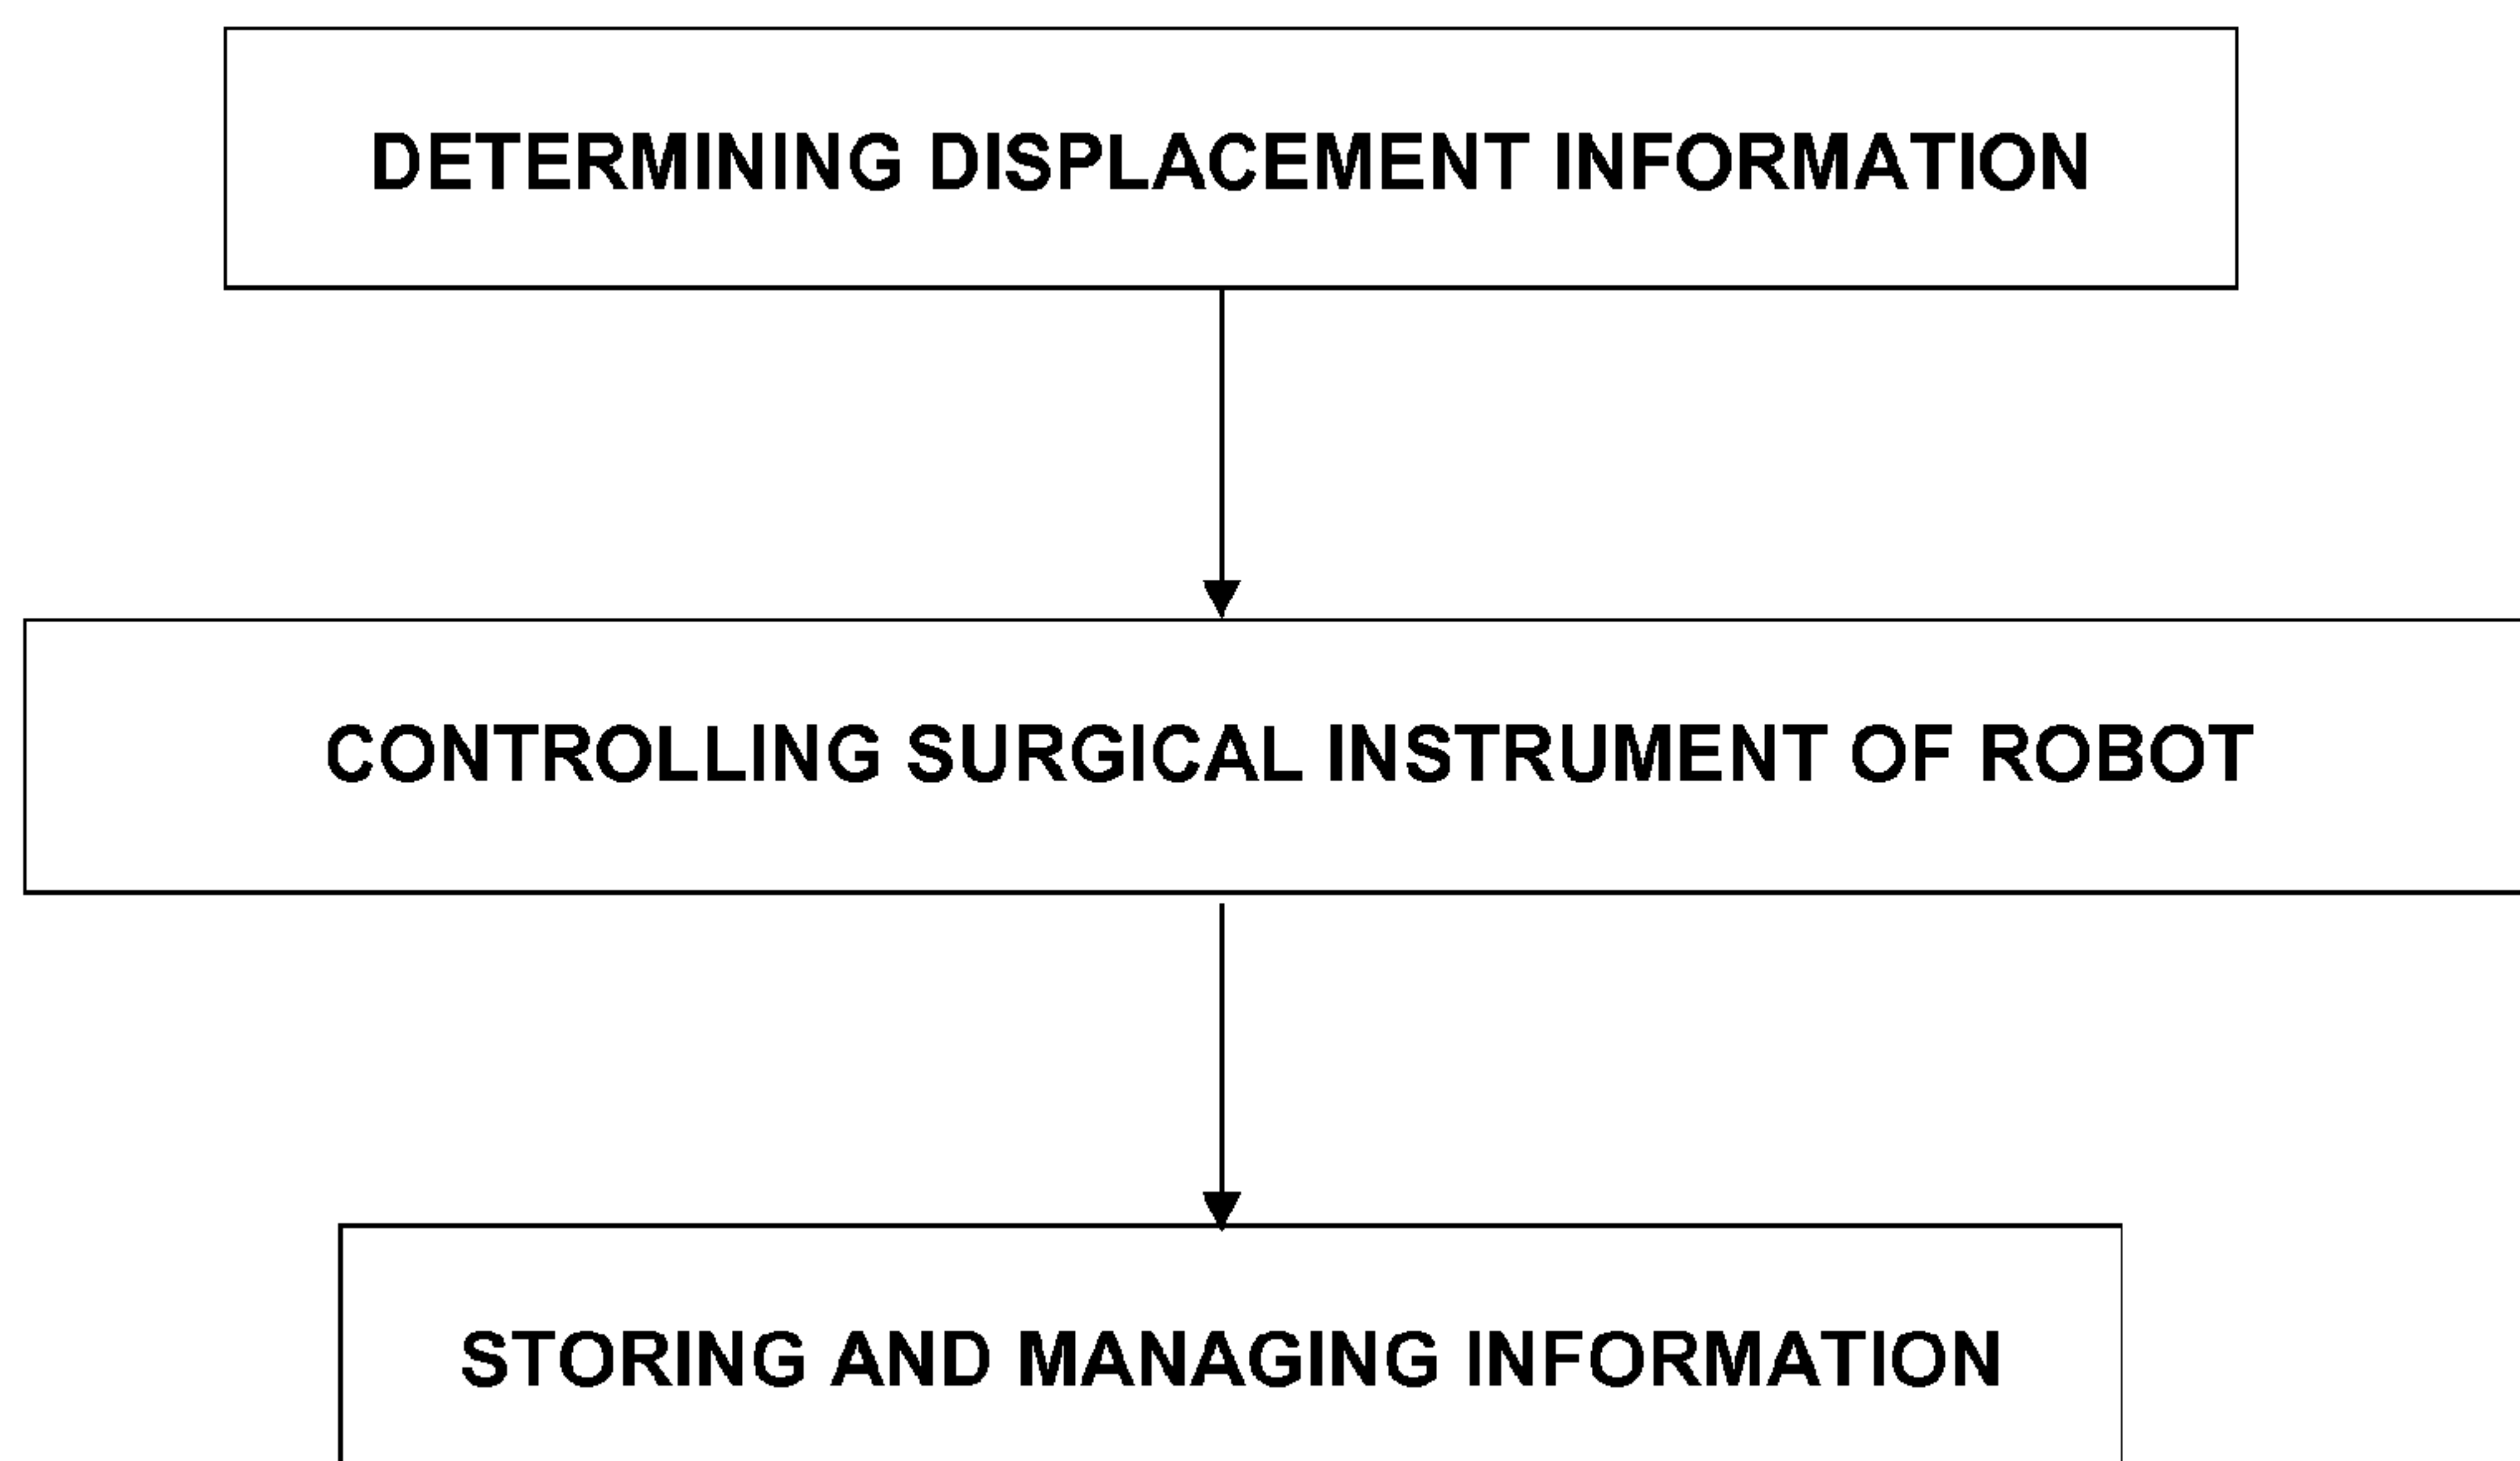 DETERMINING DISPLACEMENT INFORMATION
CONTROLLING SURGICAL INSTRUMENT OF ROBOT
STORING AND MANAGING INFORMATION